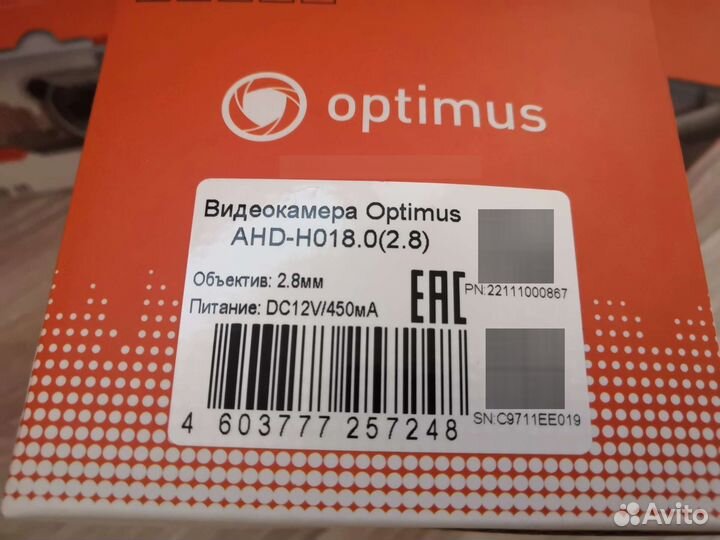 optimus
Видеокамера Optimus
AHD-H018.0(2.8)
Объектив: 2.8мм
Питание: DC12V/450мА
EAC
PN:22111000867
SN:C9711EE019
4 603777 257248
Avito